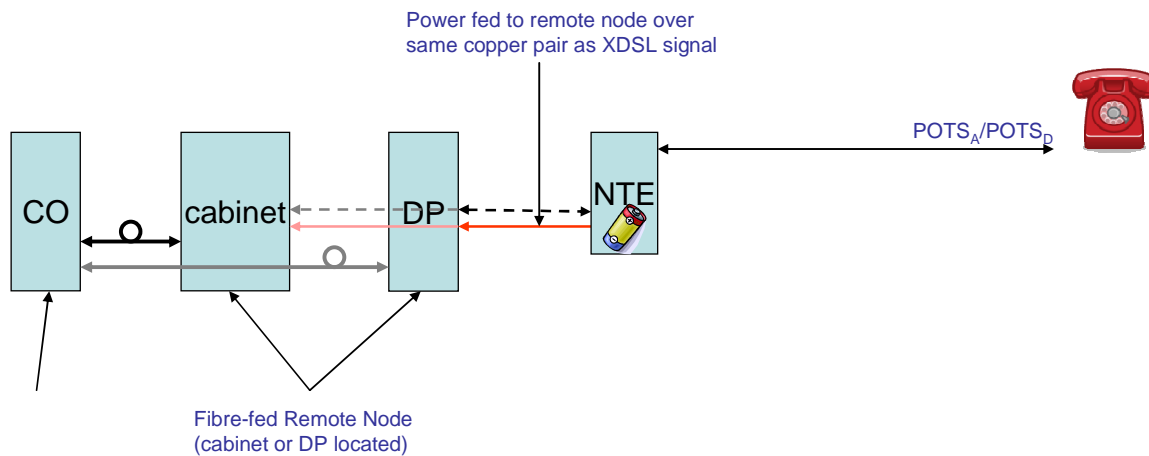 Power fed to remote node over
same copper pair as XDSL signal
POTSA/POTSD
CO
cabinet
DP
NTE
Fibre-fed Remote Node
(cabinet or DP located)